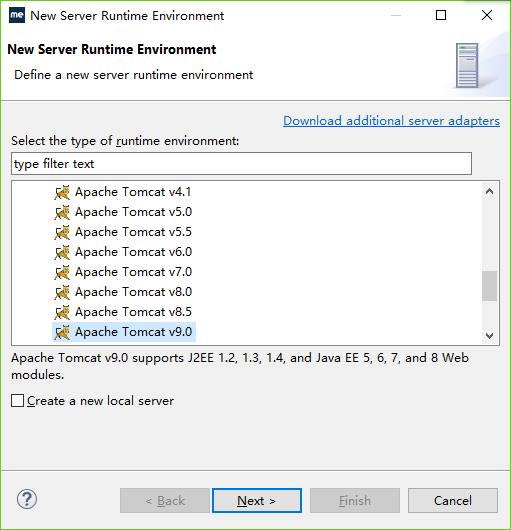 me New Server Runtime Environment
New Server Runtime Environment
Define a new server runtime environment
Download additional server adapters
Select the type of runtime environment:
type filter text
Apache Tomcat v4.1
Apache Tomcat v5.0
Apache Tomcat v5.5
Apache Tomcat v6.0
Apache Tomcat v7.0
Apache Tomcat v8.0
Apache Tomcat v8.5
Apache Tomcat v9.0
Apache Tomcat v9.0 supports J2EE 1.2, 1.3, 1.4, and Java EE 5, 6, 7, and 8 Web
modules.
Create a new local server
? < Back Next > Finish Cancel